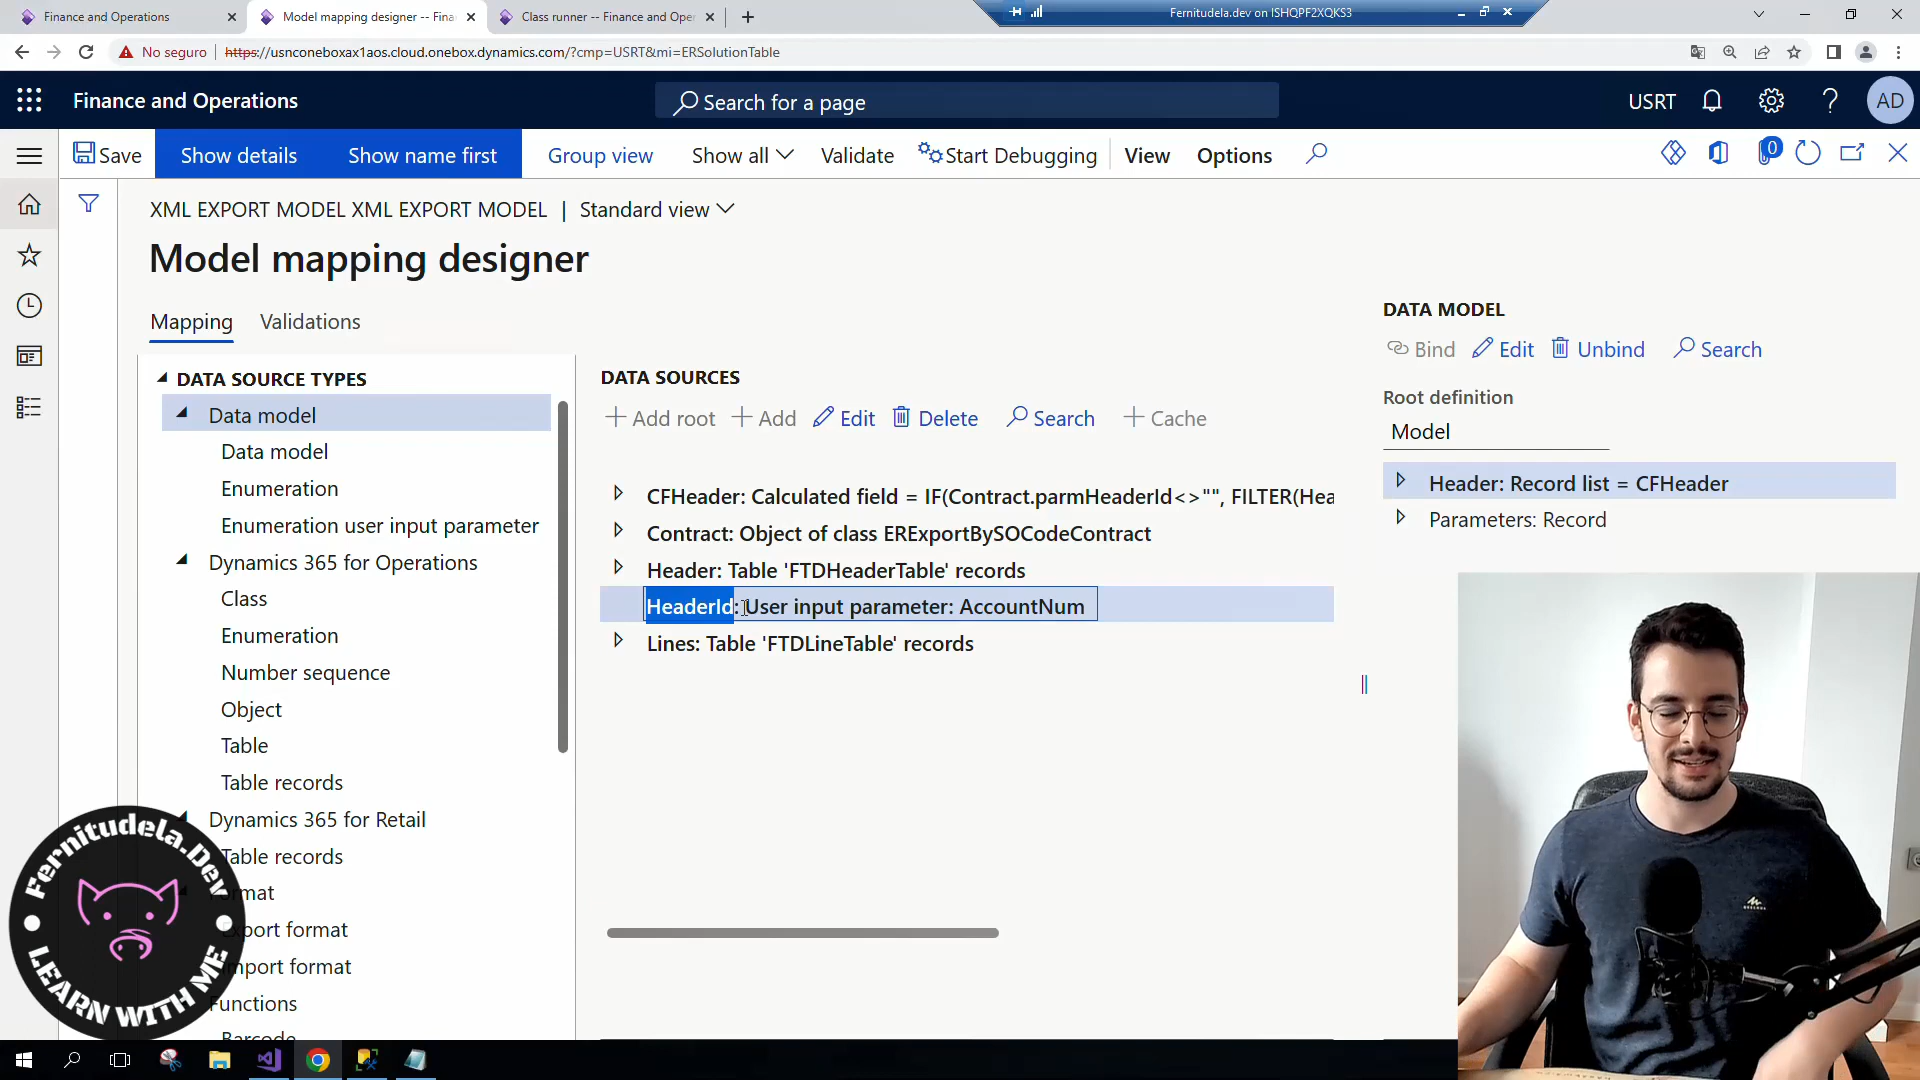 Finance and Operations
Model mapping designer -- Fina
Class runner -- Finance and Oper
Fernitudela.dev on ISHQPF2XQKS3
No seguro
https://usnconeboxax1aos.cloud.onebox.dynamics.com/?cmp=USRT&mi=ERSolutionTable
Finance and Operations
Search for a page
USRT
AD
Save
Show details
Show name first
Group view
Show all
Validate
Start Debugging
View
Options
0
XML EXPORT MODEL XML EXPORT MODEL | Standard view
Model mapping designer
Mapping
Validations
DATA SOURCE TYPES
Data model
Data model
Enumeration
Enumeration user input parameter
Dynamics 365 for Operations
Class
Enumeration
Number sequence
Object
Table
Table records
Dynamics 365 for Retail
Table records
Format
Export format
Import format
Functions
Barcode
DATA SOURCES
Add root
Add
Edit
Delete
Search
Cache
CFHeader: Calculated field = IF(Contract.parmHeaderId<>"", FILTER(Hea
Contract: Object of class ERExportBySOCodeContract
Header: Table 'FTDHeaderTable' records
HeaderId: User input parameter: AccountNum
Lines: Table 'FTDLineTable' records
DATA MODEL
Bind
Edit
Unbind
Search
Root definition
Model
Header: Record list = CFHeader
Parameters: Record
Fernitudela.Dev
LEARN WITH ME